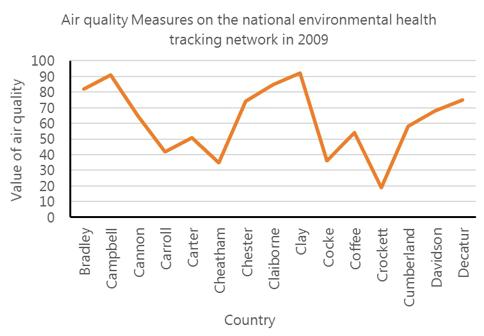 Air quality Measures on the national environmental health
tracking network in 2009
Value of air quality
100
90
80
70
60
50
40
30
20
10
0
Bradley
Campbell
Cannon
Carroll
Carter
Cheatham
Chester
Claiborne
Clay
Cocke
Coffee
Crockett
Cumberland
Davidson
Decatur
Country